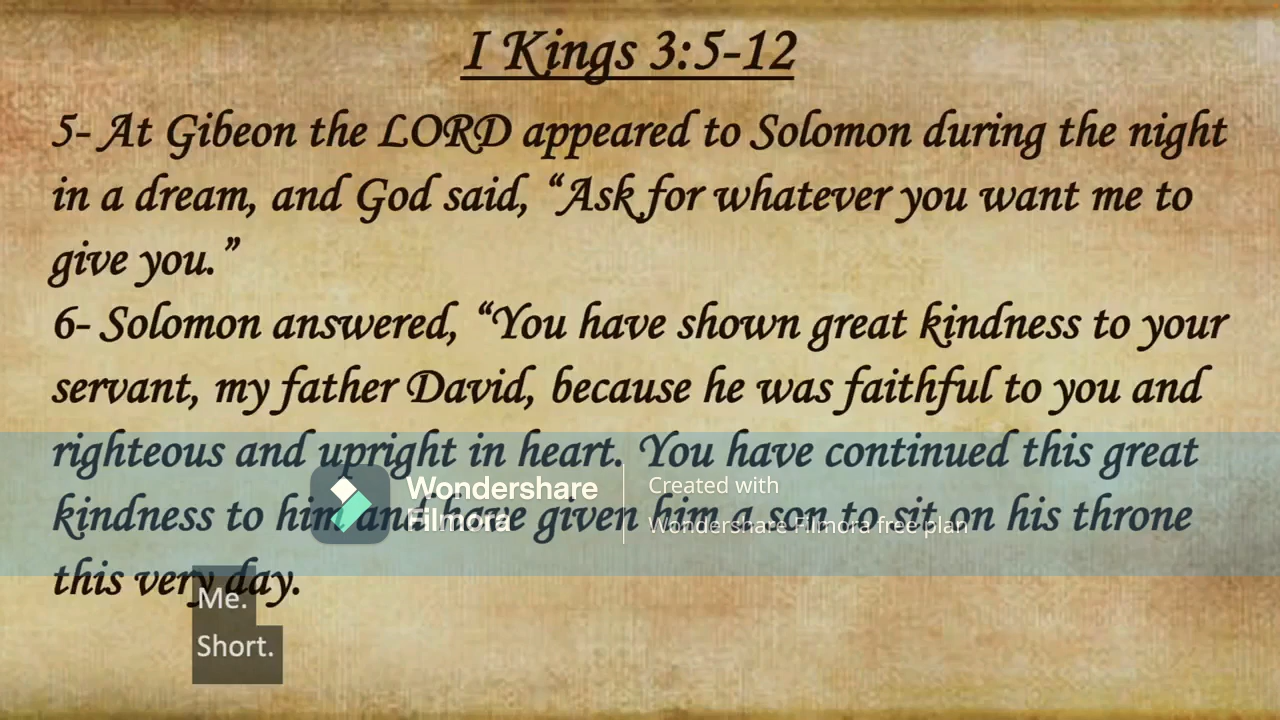 I Kings 3:5-12
5- At Gibeon the LORD appeared to Solomon during the night
in a dream, and God said, “Ask for whatever you want me to
give you.”
6- Solomon answered, “You have shown great kindness to your
servant, my father David, because he was faithful to you and
righteous and upright in heart. You have continued this great
kindness to him and have given him a son to sit on his throne
this very day.
Wondershare
Filmora
Created with
Wondershare Filmora free plan
Me.
Short.